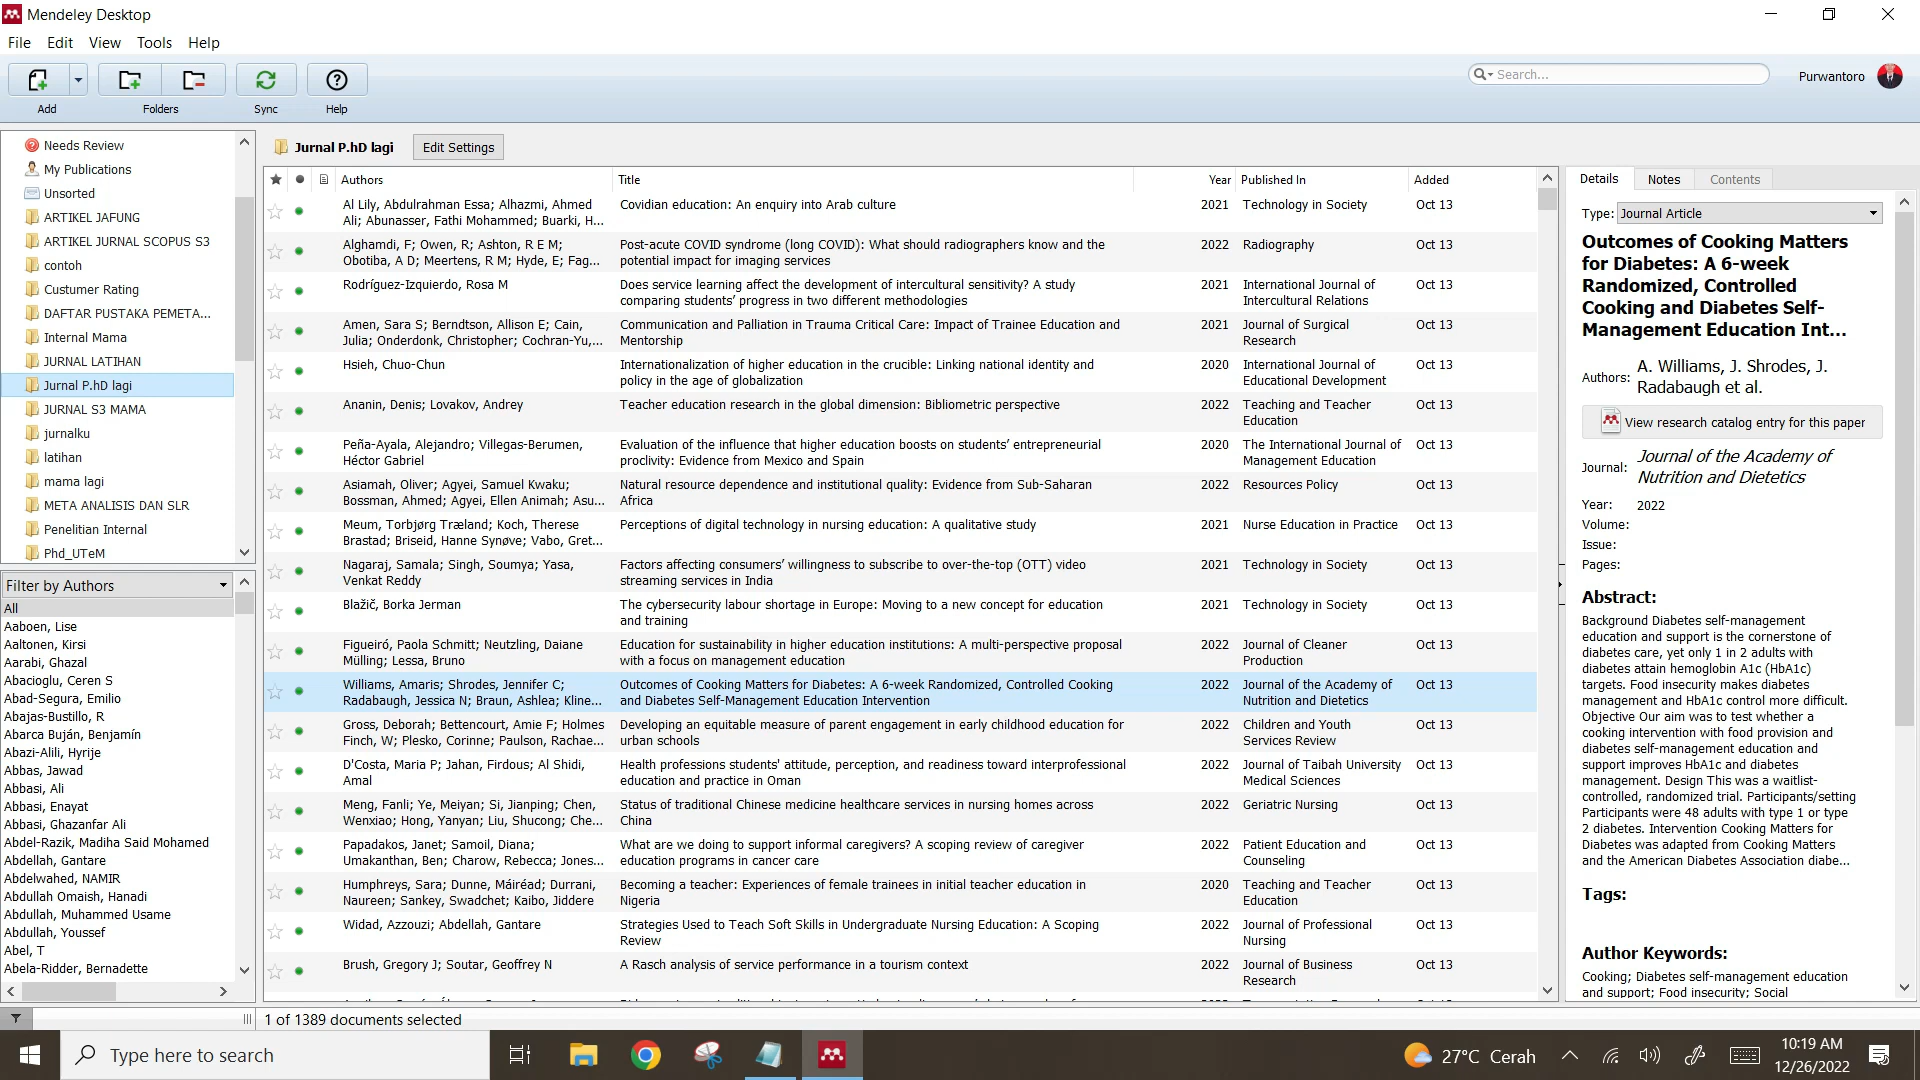 Mendeley Desktop
File Edit View Tools Help
Search...
Purwantoro
Add Folders Sync Help
Needs Review
My Publications
Unsorted
ARTIKEL JAFUNG
ARTIKEL JURNAL SCOPUS S3
contoh
Custumer Rating
DAFTAR PUSTAKA PEMETA...
Internal Mama
JURNAL LATIHAN
Jurnal P.hD lagi
JURNAL S3 MAMA
jurnalku
latihan
mama lagi
META ANALISIS DAN SLR
Penelitian Internal
Phd_UTeM
Filter by Authors
All
Aaboen, Lise
Aaltonen, Kirsi
Aarabi, Ghazal
Abacioglu, Ceren S
Abad-Segura, Emilio
Abajas-Bustillo, R
Abarca Buján, Benjamín
Abazi-Alili, Hyrije
Abbas, Jawad
Abbasi, Ali
Abbasi, Enayat
Abbasi, Ghazanfar Ali
Abdel-Razik, Madiha Said Mohamed
Abdellah, Gantare
Abdelwahed, NAMIR
Abdullah Omaish, Hanadi
Abdullah, Muhammed Usame
Abdullah, Youssef
Abel, T
Abela-Ridder, Bernadette
Jurnal P.hD lagi Edit Settings
Authors Title Year Published In Added
Al Lily, Abdulrahman Essa; Alhazmi, Ahmed Covidian education: An enquiry into Arab culture 2021 Technology in Society Oct 13
Ali; Abunasser, Fathi Mohammed; Buarki, H...
Alghamdi, F; Owen, R; Ashton, R E M; Post-acute COVID syndrome (long COVID): What should radiographers know and the 2022 Radiography Oct 13
Obotiba, A D; Meertens, R M; Hyde, E; Fag... potential impact for imaging services
Rodríguez-Izquierdo, Rosa M Does service learning affect the development of intercultural sensitivity? A study 2021 International Journal of Oct 13
comparing students’ progress in two different methodologies Intercultural Relations
Amen, Sara S; Berndtson, Allison E; Cain, Communication and Palliation in Trauma Critical Care: Impact of Trainee Education and 2021 Journal of Surgical Oct 13
Julia; Onderdonk, Christopher; Cochran-Yu,... Mentorship Research
Hsieh, Chuo-Chun Internationalization of higher education in the crucible: Linking national identity and 2020 International Journal of Oct 13
policy in the age of globalization Educational Development
Ananin, Denis; Lovakov, Andrey Teacher education research in the global dimension: Bibliometric perspective 2022 Teaching and Teacher Oct 13
Education
Peña-Ayala, Alejandro; Villegas-Berumen, Evaluation of the influence that higher education boosts on students’ entrepreneurial 2020 The International Journal of Oct 13
Héctor Gabriel proclivity: Evidence from Mexico and Spain Management Education
Asiamah, Oliver; Agyei, Samuel Kwaku; Natural resource dependence and institutional quality: Evidence from Sub-Saharan 2022 Resources Policy Oct 13
Bossman, Ahmed; Agyei, Ellen Animah; Asu... Africa
Meum, Torbjørg Træland; Koch, Therese Perceptions of digital technology in nursing education: A qualitative study 2021 Nurse Education in Practice Oct 13
Brastad; Briseid, Hanne Synøve; Vabo, Gret...
Nagaraj, Samala; Singh, Soumya; Yasa, Factors affecting consumers’ willingness to subscribe to over-the-top (OTT) video 2021 Technology in Society Oct 13
Venkat Reddy streaming services in India
Blažič, Borka Jerman The cybersecurity labour shortage in Europe: Moving to a new concept for education 2021 Technology in Society Oct 13
and training
Figueiró, Paola Schmitt; Neutzling, Daiane Education for sustainability in higher education institutions: A multi-perspective proposal 2022 Journal of Cleaner Oct 13
Mülling; Lessa, Bruno with a focus on management education Production
Williams, Amaris; Shrodes, Jennifer C; Outcomes of Cooking Matters for Diabetes: A 6-week Randomized, Controlled Cooking 2022 Journal of the Academy of Oct 13
Radabaugh, Jessica N; Braun, Ashlea; Kline... and Diabetes Self-Management Education Intervention Nutrition and Dietetics
Gross, Deborah; Bettencourt, Amie F; Holmes Developing an equitable measure of parent engagement in early childhood education for 2022 Children and Youth Oct 13
Finch, W; Plesko, Corinne; Paulson, Rachae... urban schools Services Review
D'Costa, Maria P; Jahan, Firdous; Al Shidi, Health professions students' attitude, perception, and readiness toward interprofessional 2022 Journal of Taibah University Oct 13
Amal education and practice in Oman Medical Sciences
Meng, Fanli; Ye, Meiyan; Si, Jianping; Chen, Status of traditional Chinese medicine healthcare services in nursing homes across 2022 Geriatric Nursing Oct 13
Wenxiao; Hong, Yanyan; Liu, Shucong; Che... China
Papadakos, Janet; Samoil, Diana; What are we doing to support informal caregivers? A scoping review of caregiver 2022 Patient Education and Oct 13
Umakanthan, Ben; Charow, Rebecca; Jones... education programs in cancer care Counseling
Humphreys, Sara; Dunne, Máiréad; Durrani, Becoming a teacher: Experiences of female trainees in initial teacher education in 2020 Teaching and Teacher Oct 13
Naureen; Sankey, Swadchet; Kaibo, Jiddere Nigeria Education
Widad, Azzouzi; Abdellah, Gantare Strategies Used to Teach Soft Skills in Undergraduate Nursing Education: A Scoping 2022 Journal of Professional Oct 13
Review Nursing
Brush, Gregory J; Soutar, Geoffrey N A Rasch analysis of service performance in a tourism context 2022 Journal of Business Oct 13
Research
Details Notes Contents
Type: Journal Article
Outcomes of Cooking Matters
for Diabetes: A 6-week
Randomized, Controlled
Cooking and Diabetes Self-
Management Education Int...
Authors: A. Williams, J. Shrodes, J.
Radabaugh et al.
View research catalog entry for this paper
Journal: Journal of the Academy of
Nutrition and Dietetics
Year: 2022
Volume:
Issue:
Pages:
Abstract:
Background Diabetes self-management
education and support is the cornerstone of
diabetes care, yet only 1 in 2 adults with
diabetes attain hemoglobin A1c (HbA1c)
targets. Food insecurity makes diabetes
management and HbA1c control more difficult.
Objective Our aim was to test whether a
cooking intervention with food provision and
diabetes self-management education and
support improves HbA1c and diabetes
management. Design This was a waitlist-
controlled, randomized trial. Participants/setting
Participants were 48 adults with type 1 or type
2 diabetes. Intervention Cooking Matters for
Diabetes was adapted from Cooking Matters
and the American Diabetes Association diabe...
Tags:
Author Keywords:
Cooking; Diabetes self-management education
and support; Food insecurity; Social
1 of 1389 documents selected
Type here to search
27°C Cerah
10:19 AM
12/26/2022